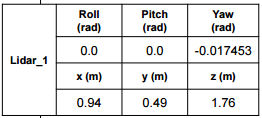 Roll (rad) Pitch (rad) Yaw (rad)
Lidar_1 0.0 0.0 -0.017453
x (m) y (m) z (m)
0.94 0.49 1.76